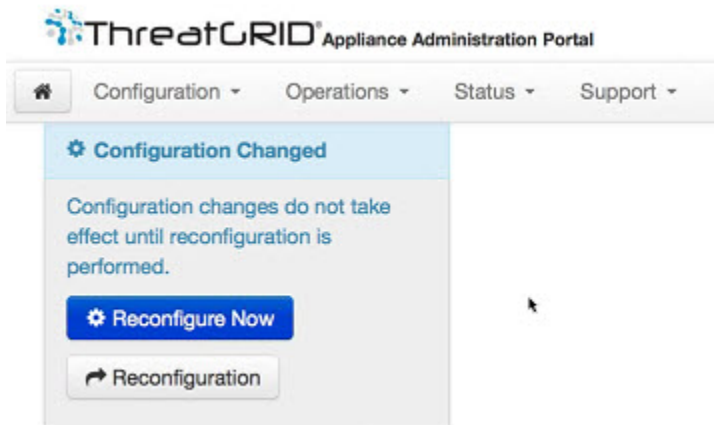 ThreatGRID® Appliance Administration Portal
Configuration Operations Status Support
Configuration Changed
Configuration changes do not take
effect until reconfiguration is
performed.
Reconfigure Now
Reconfiguration